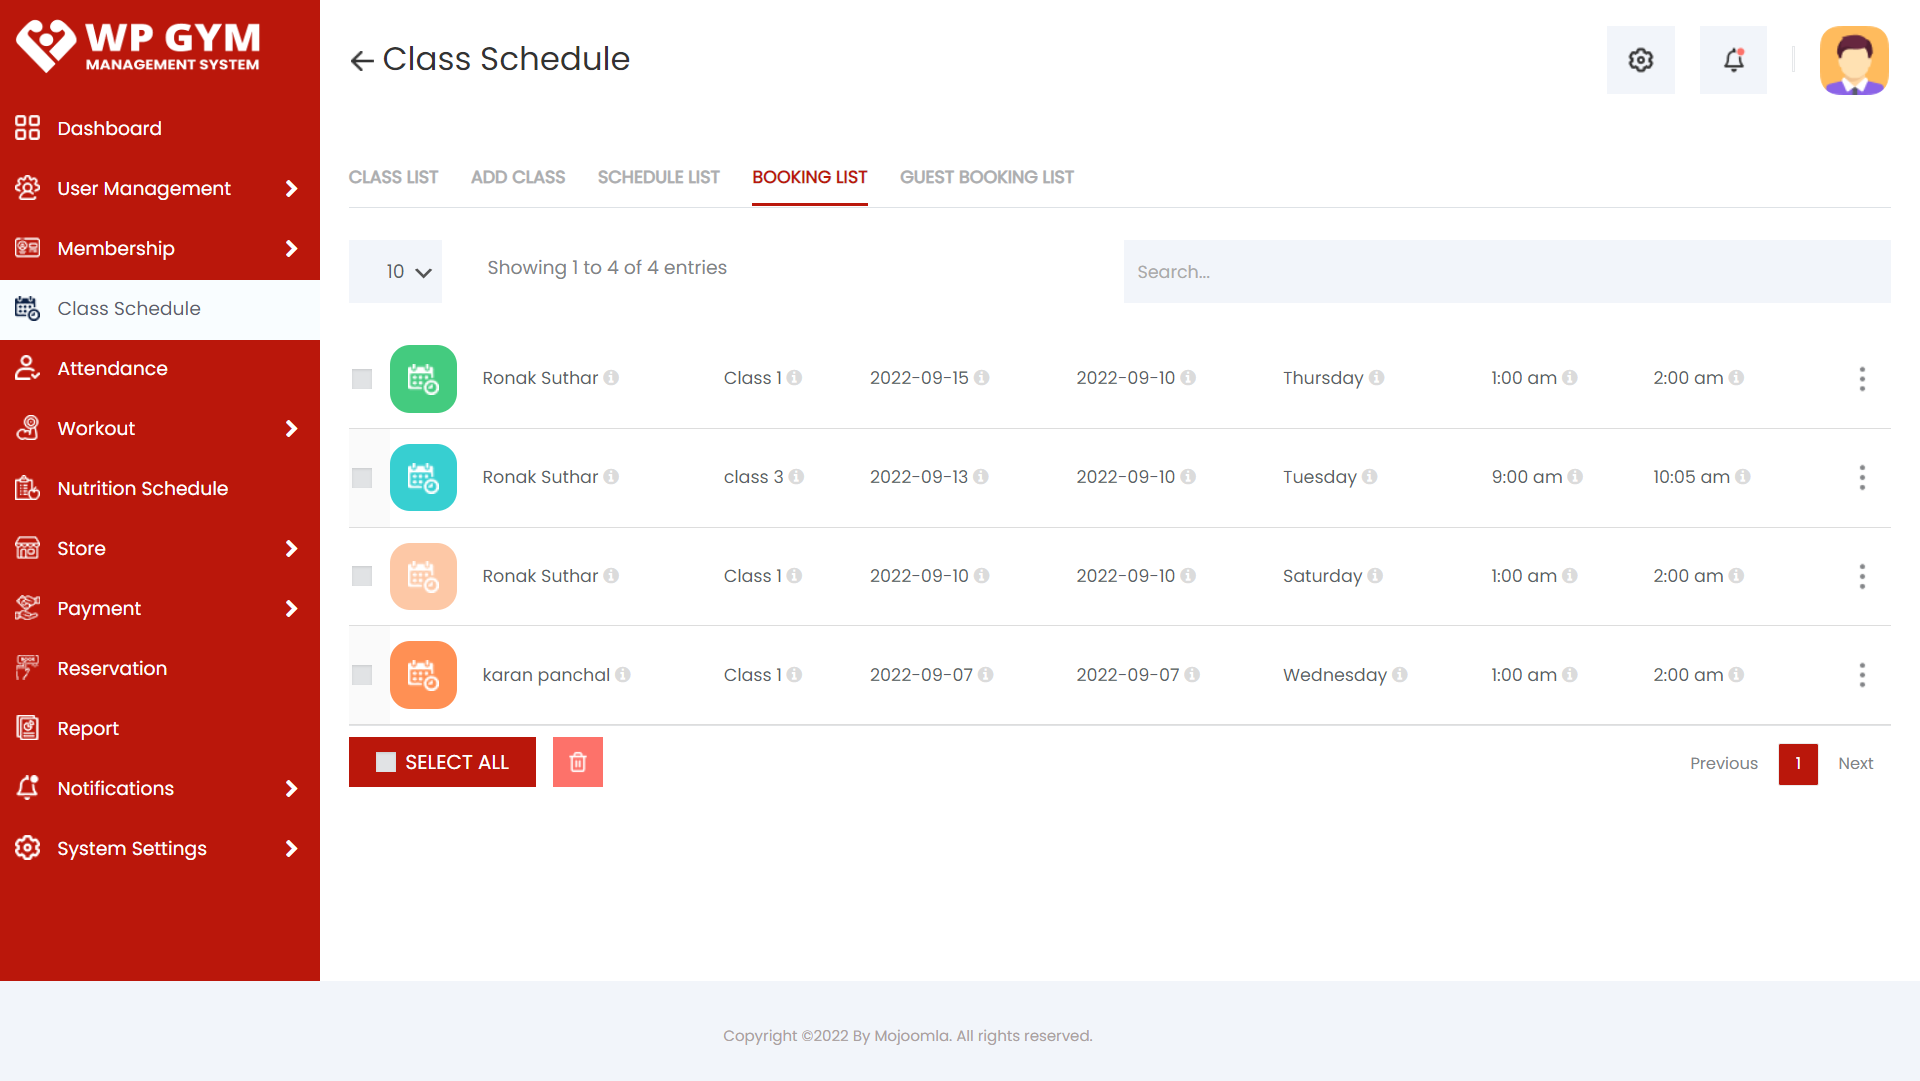 WP GYM
MANAGEMENT SYSTEM
Dashboard
User Management
Membership
Class Schedule
Attendance
Workout
Nutrition Schedule
Store
Payment
Reservation
Report
Notifications
System Settings
Class Schedule
CLASS LIST ADD CLASS SCHEDULE LIST BOOKING LIST GUEST BOOKING LIST
10 Showing 1 to 4 of 4 entries Search...
Ronak Suthar Class 1 2022-09-15 2022-09-10 Thursday 1:00 am 2:00 am
Ronak Suthar class 3 2022-09-13 2022-09-10 Tuesday 9:00 am 10:05 am
Ronak Suthar Class 1 2022-09-10 2022-09-10 Saturday 1:00 am 2:00 am
karan panchal Class 1 2022-09-07 2022-09-07 Wednesday 1:00 am 2:00 am
SELECT ALL Previous 1 Next
Copyright ©2022 By Mojoomla. All rights reserved.